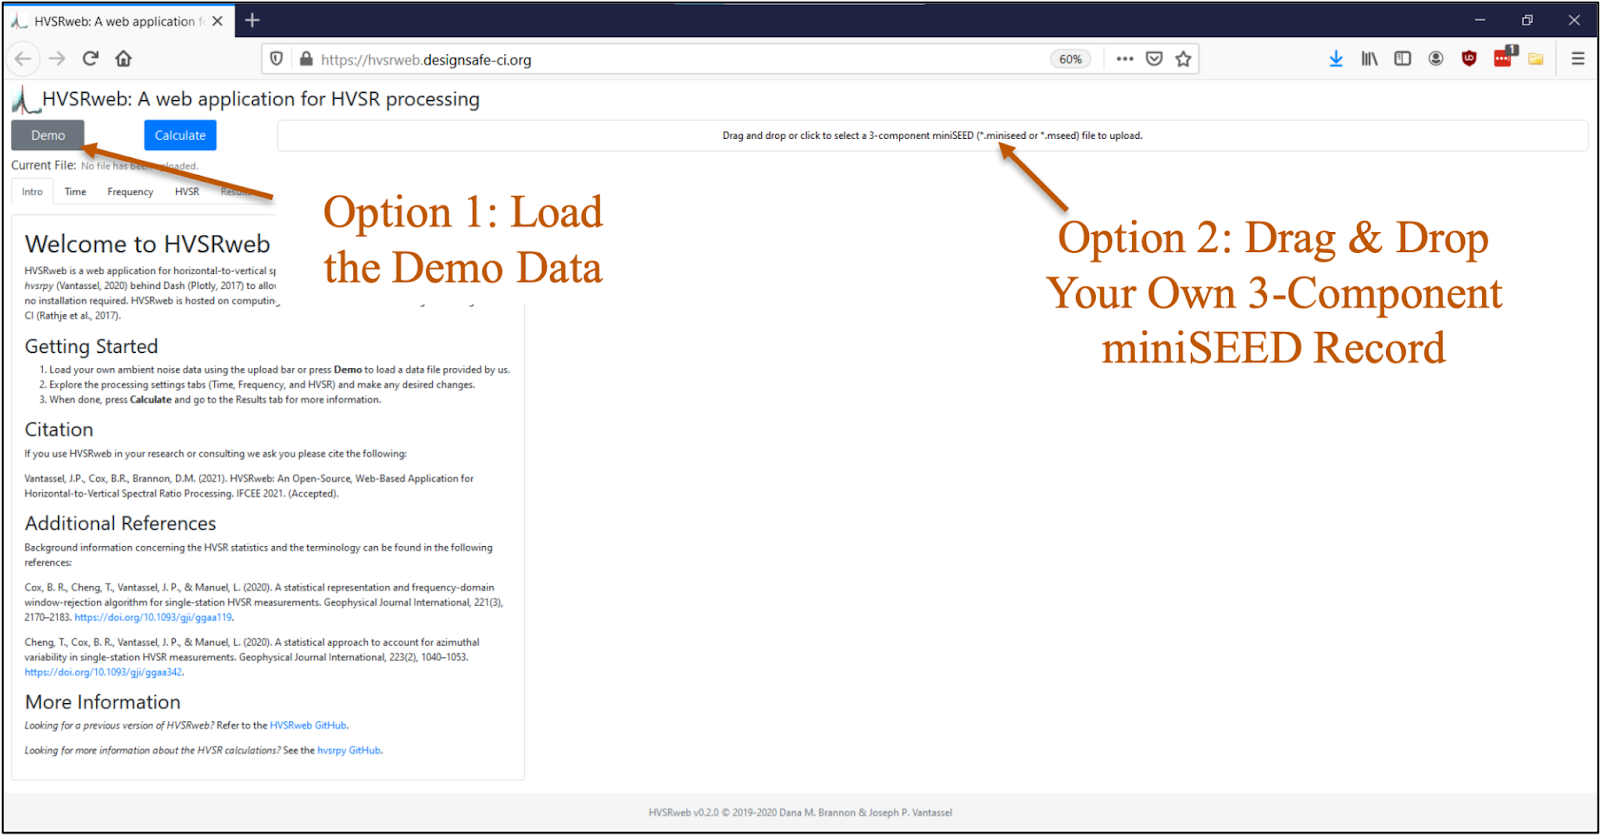 HVSRweb: A web application f
https://hvsrweb.designsafe-ci.org
60%
1
HVSRweb: A web application for HVSR processing
Demo
Calculate
Drag and drop or click to select a 3-component miniSEED (*.miniseed or *.mseed) file to upload.
Current File: No file has been uploaded.
Intro Time Frequency HVSR Results
Option 1: Load
the Demo Data
Option 2: Drag & Drop
Your Own 3-Component
miniSEED Record
Welcome to HVSRweb
HVSRweb is a web application for horizontal-to-vertical
hvsrpy (Vantassel, 2020) behind Dash (Plotly, 2017) to
no installation required. HVSRweb is hosted on
CI (Rathje et al., 2017).
Getting Started
1. Load your own ambient noise data using the upload bar or press Demo to load a data file provided by us.
2. Explore the processing settings tabs (Time, Frequency, and HVSR) and make any desired changes.
3. When done, press Calculate and go to the Results tab for more information.
Citation
If you use HVSRweb in your research or consulting we ask you please cite the following:
Vantassel, J.P., Cox, B.R., Brannon, D.M. (2021). HVSRweb: An Open-Source, Web-Based Application for
Horizontal-to-Vertical Spectral Ratio Processing. IFCEE 2021. (Accepted).
Additional References
Background information concerning the HVSR statistics and the terminology can be found in the following
references:
Cox, B. R., Cheng, T., Vantassel, J. P., & Manuel, L. (2020). A statistical representation and frequency-domain
window-rejection algorithm for single-station HVSR measurements. Geophysical Journal International, 221(3),
2170–2183. https://doi.org/10.1093/gji/ggaa119.
Cheng, T., Cox, B. R., Vantassel, J. P., & Manuel, L. (2020). A statistical approach to account for azimuthal
variability in single-station HVSR measurements. Geophysical Journal International, 223(2), 1040–1053.
https://doi.org/10.1093/gji/ggaa342.
More Information
Looking for a previous version of HVSRweb? Refer to the HVSRweb GitHub.
Looking for more information about the HVSR calculations? See the hvsrpy GitHub.
HVSRweb v0.2.0 © 2019-2020 Dana M. Brannon & Joseph P. Vantassel